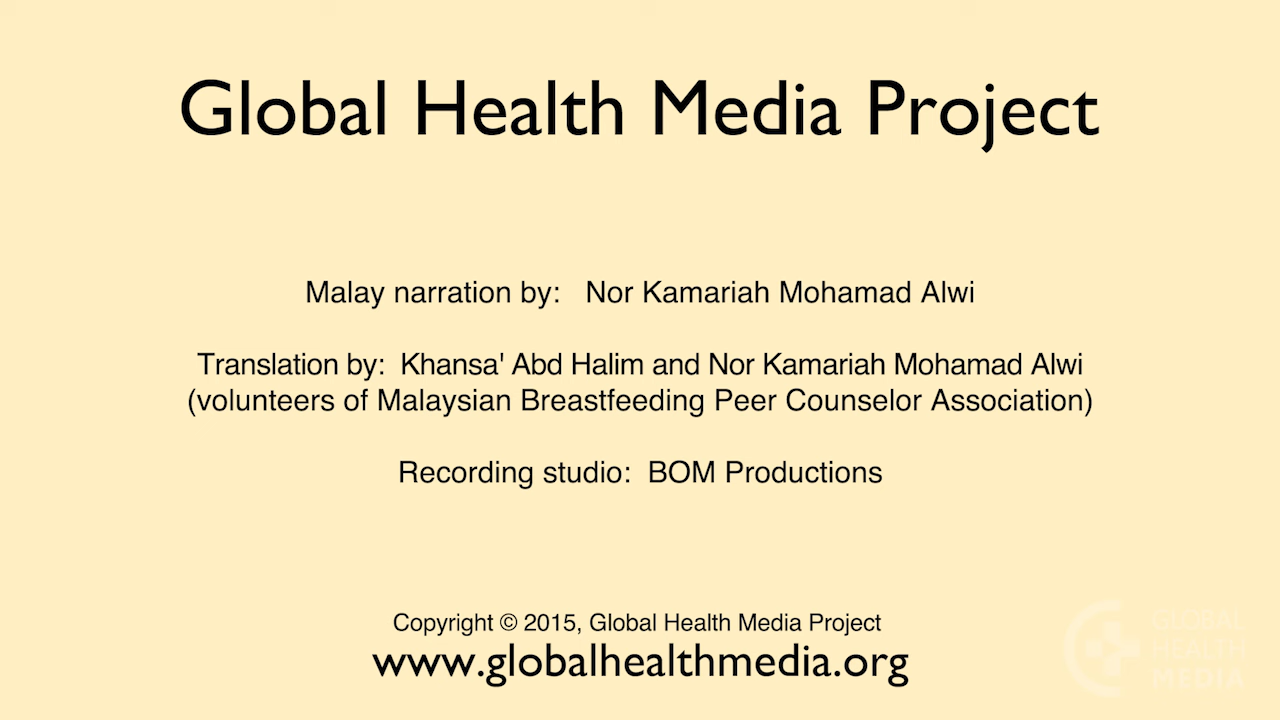 Global Health Media Project
Malay narration by: Nor Kamariah Mohamad Alwi
Translation by: Khansa' Abd Halim and Nor Kamariah Mohamad Alwi
(volunteers of Malaysian Breastfeeding Peer Counselor Association)
Recording studio: BOM Productions
Copyright © 2015, Global Health Media Project
www.globalhealthmedia.org
GLOBAL
HEALTH
MEDIA